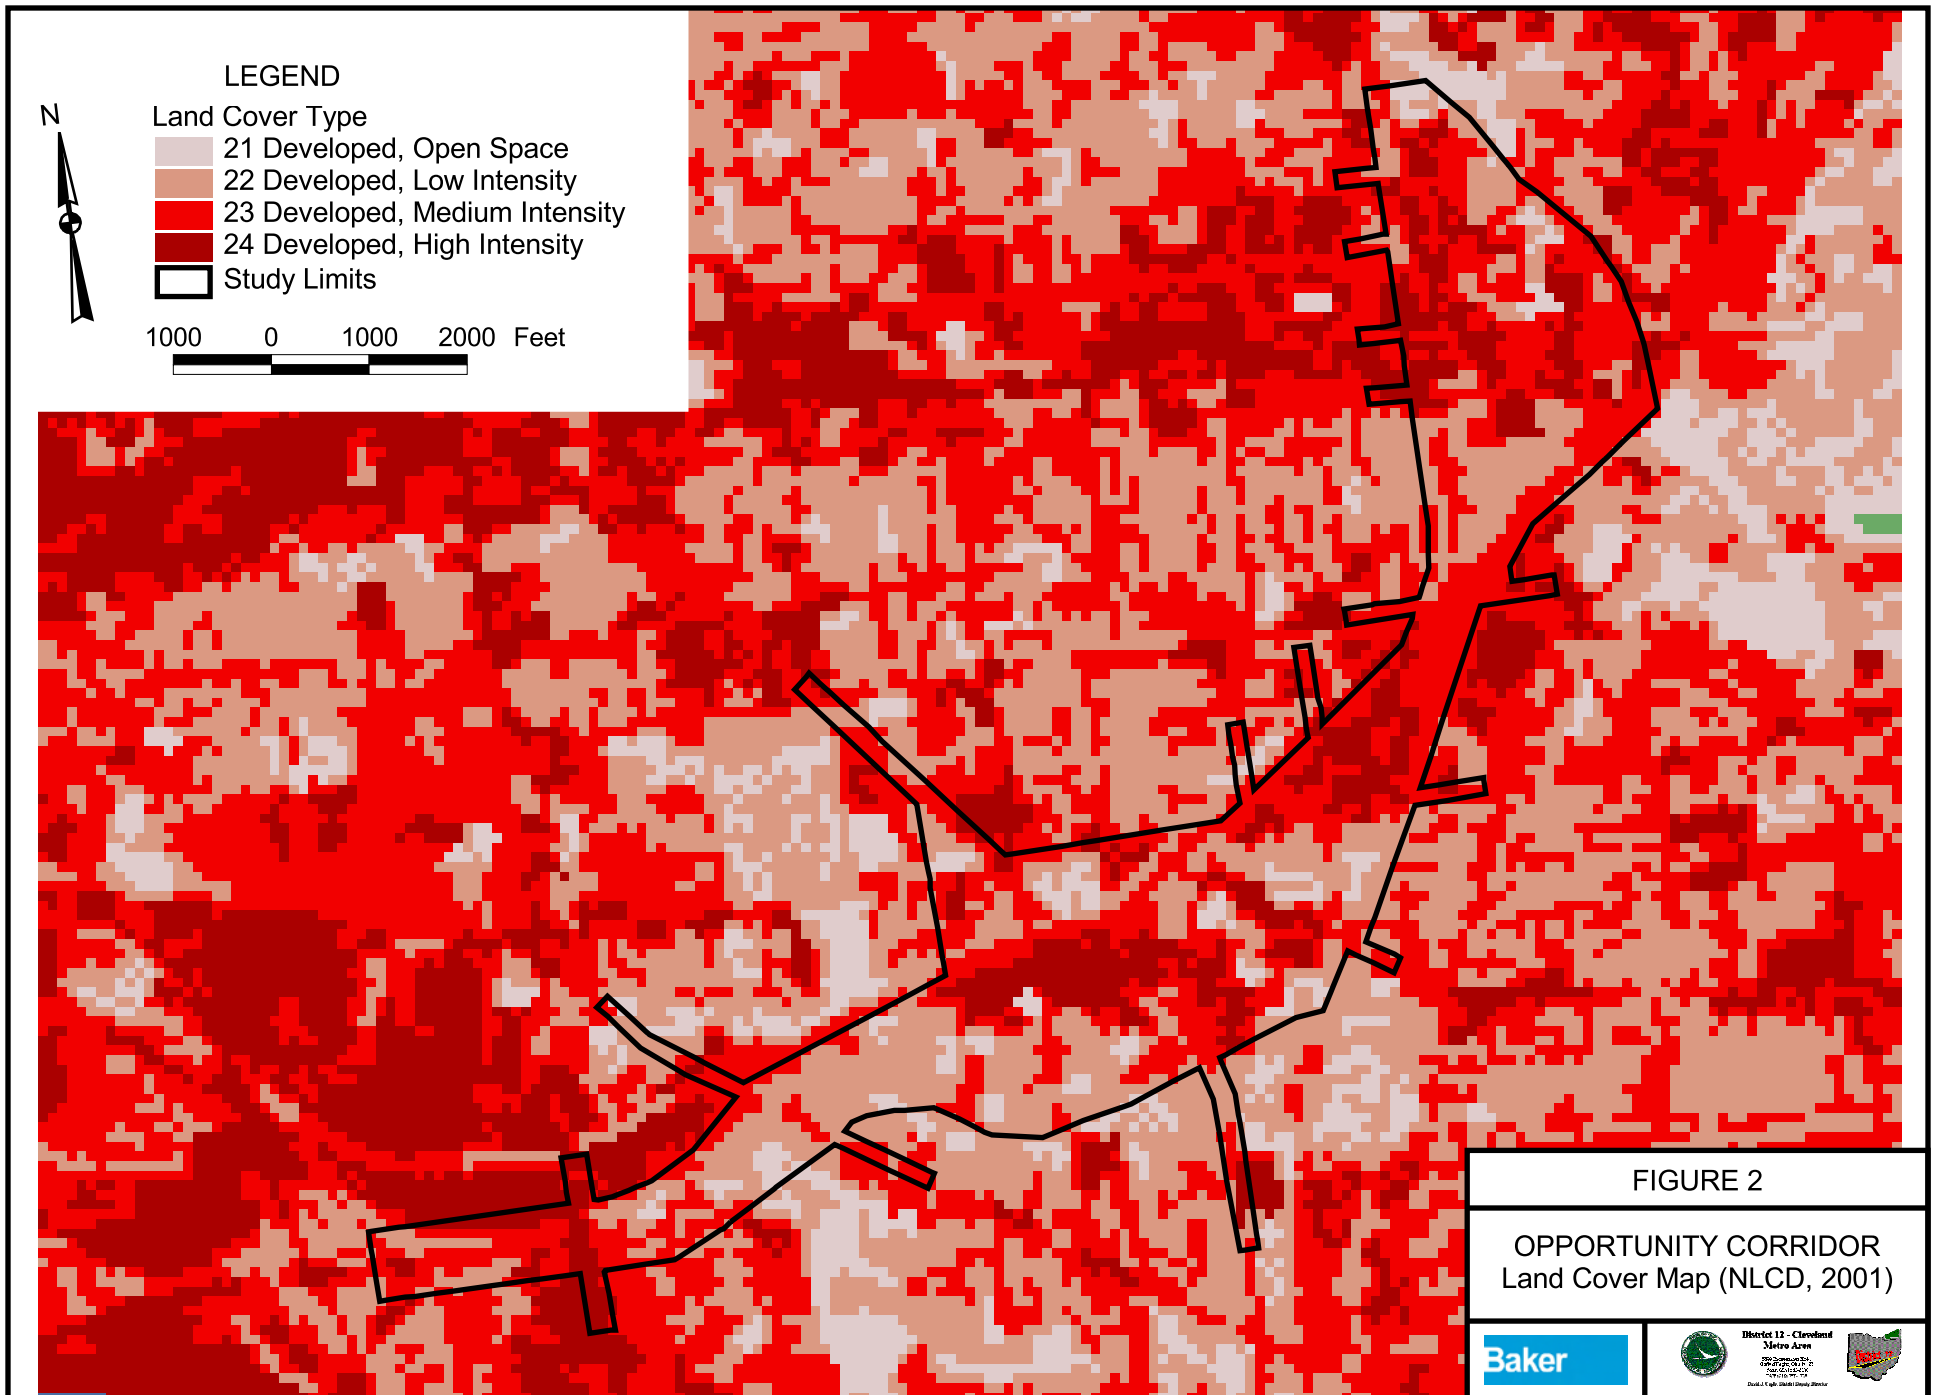 LEGEND
N
Land Cover Type
21 Developed, Open Space
22 Developed, Low Intensity
23 Developed, Medium Intensity
24 Developed, High Intensity
Study Limits
1000 0 1000 2000 Feet
FIGURE 2
OPPORTUNITY CORRIDOR
Land Cover Map (NLCD, 2001)
Baker
District 12 - Cleveland
Metro Area